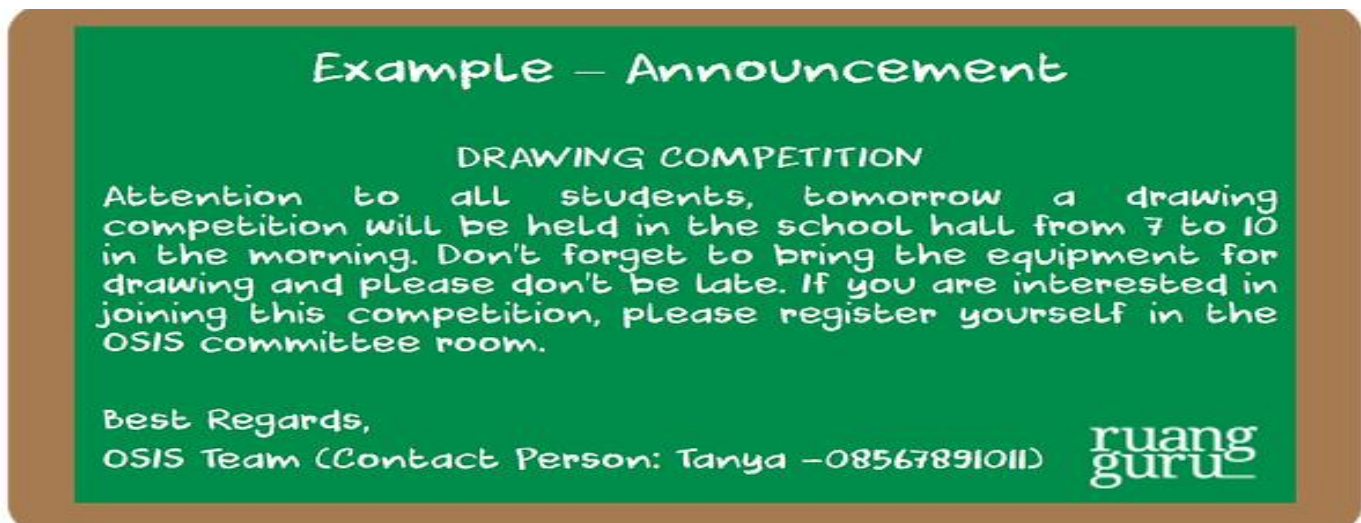 Example – Announcement
DRAWING COMPETITION
Attention to all students, tomorrow a drawing
competition will be held in the school hall from 7 to 10
in the morning. Don't forget to bring the equipment for
drawing and please don't be late. If you are interested in
joining this competition, please register yourself in the
OSIS committee room.
Best Regards,
OSIS Team (Contact Person: Tanya –08567891011)
ruang
guru